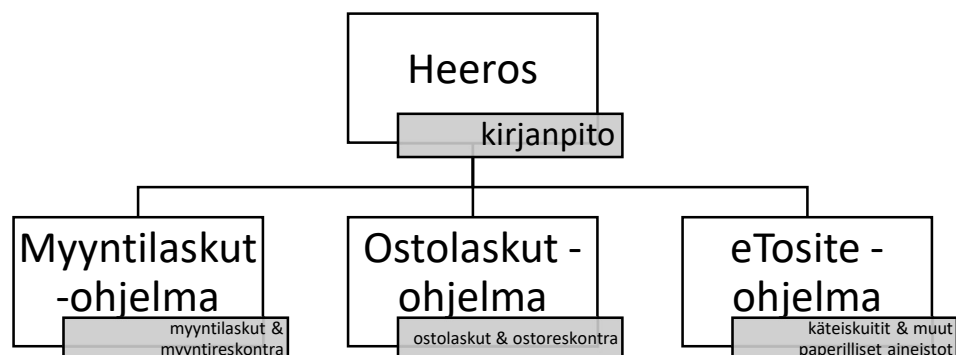 Heeros
kirjanpito
Myyntilaskut
-ohjelma
myyntilaskut &
myyntireskontra
Ostolaskut -
ohjelma
ostolaskut & ostoreskontra
eTosite -
ohjelma
käteiskuitit & muut
paperilliset aineistot